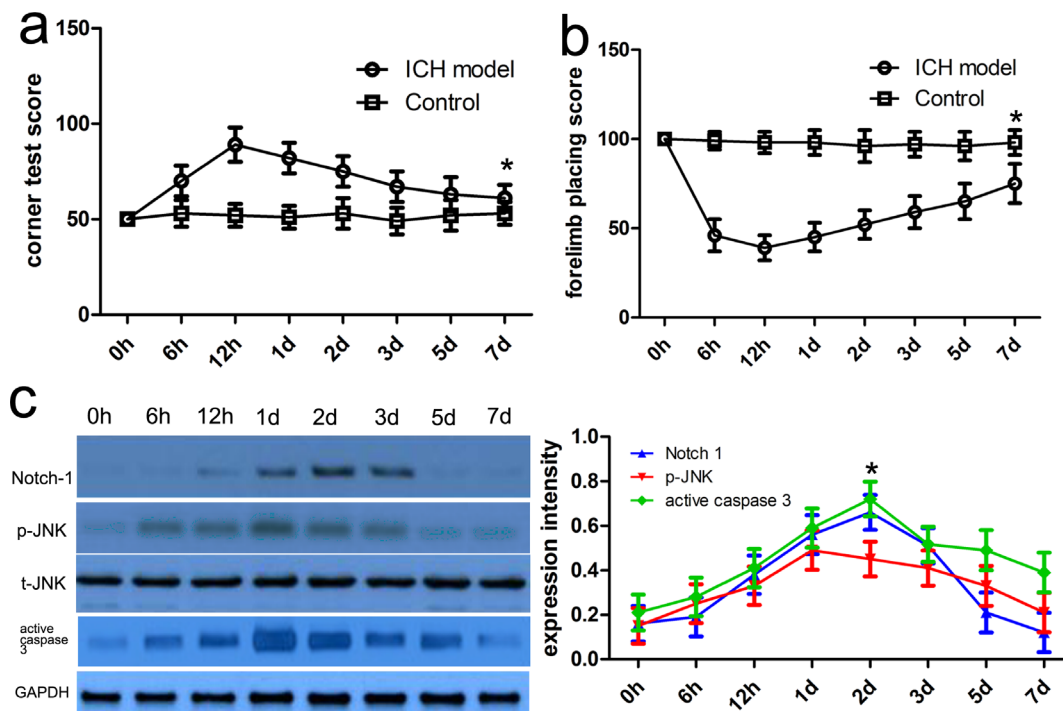 a
150
100
50
0
corner test score
ICH model
Control
*
0h 6h 12h 1d 2d 3d 5d 7d
b
150
100
50
0
forelimb placing score
ICH model
Control
*
0h 6h 12h 1d 2d 3d 5d 7d
c
0h 6h 12h 1d 2d 3d 5d 7d
Notch-1
p-JNK
t-JNK
active
caspase
3
GAPDH
expression intensity
1.0
0.8
0.6
0.4
0.2
0.0
Notch 1
p-JNK
active caspase 3
*
0h 6h 12h 1d 2d 3d 5d 7d